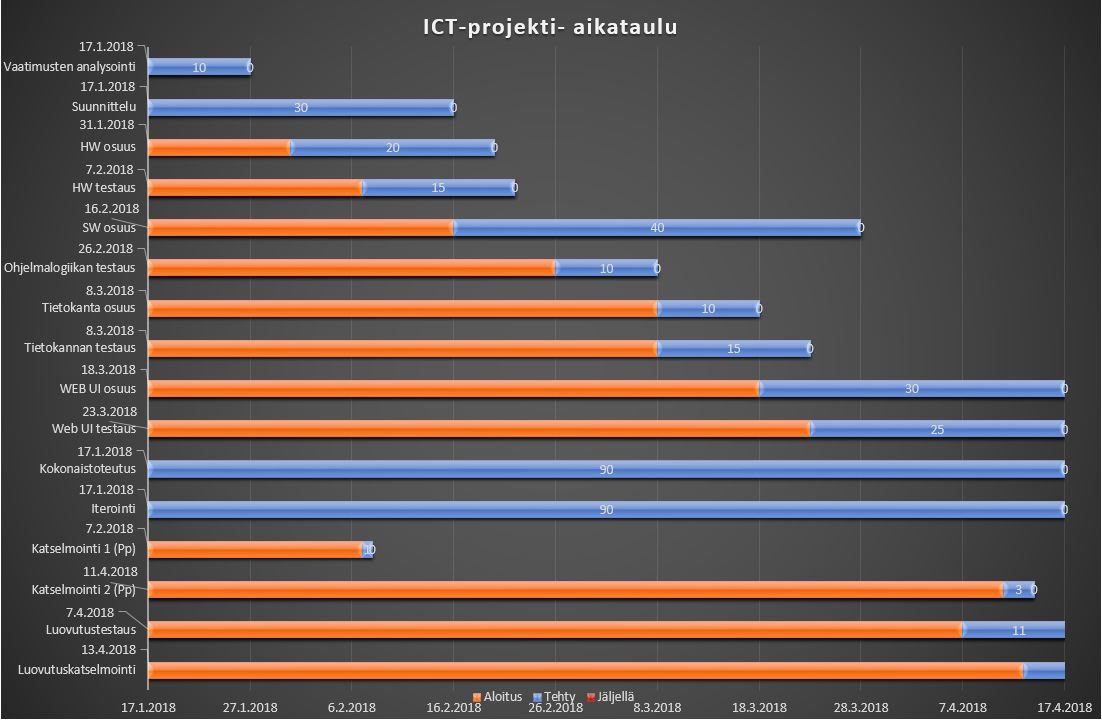 ICT-projekti- aikataulu
17.1.2018
Vaatimusten analysointi 10 0
17.1.2018
Suunnittelu 30 0
31.1.2018
HW osuus 20 0
7.2.2018
HW testaus 15 0
16.2.2018
SW osuus 40 0
26.2.2018
Ohjelmalogiikan testaus 10 0
8.3.2018
Tietokanta osuus 10 0
8.3.2018
Tietokannan testaus 15 0
18.3.2018
WEB UI osuus 30 0
23.3.2018
Web UI testaus 25 0
17.1.2018
Kokonaistoteutus 90 0
17.1.2018
Iterointi 90 0
7.2.2018
Katselmointi 1 (Pp) 1 0
11.4.2018
Katselmointi 2 (Pp) 3 0
7.4.2018
Luovutustestaus 11
13.4.2018
Luovutuskatselmointi
Aloitus Tehty Jäljellä
17.1.2018 27.1.2018 6.2.2018 16.2.2018 26.2.2018 8.3.2018 18.3.2018 28.3.2018 7.4.2018 17.4.2018